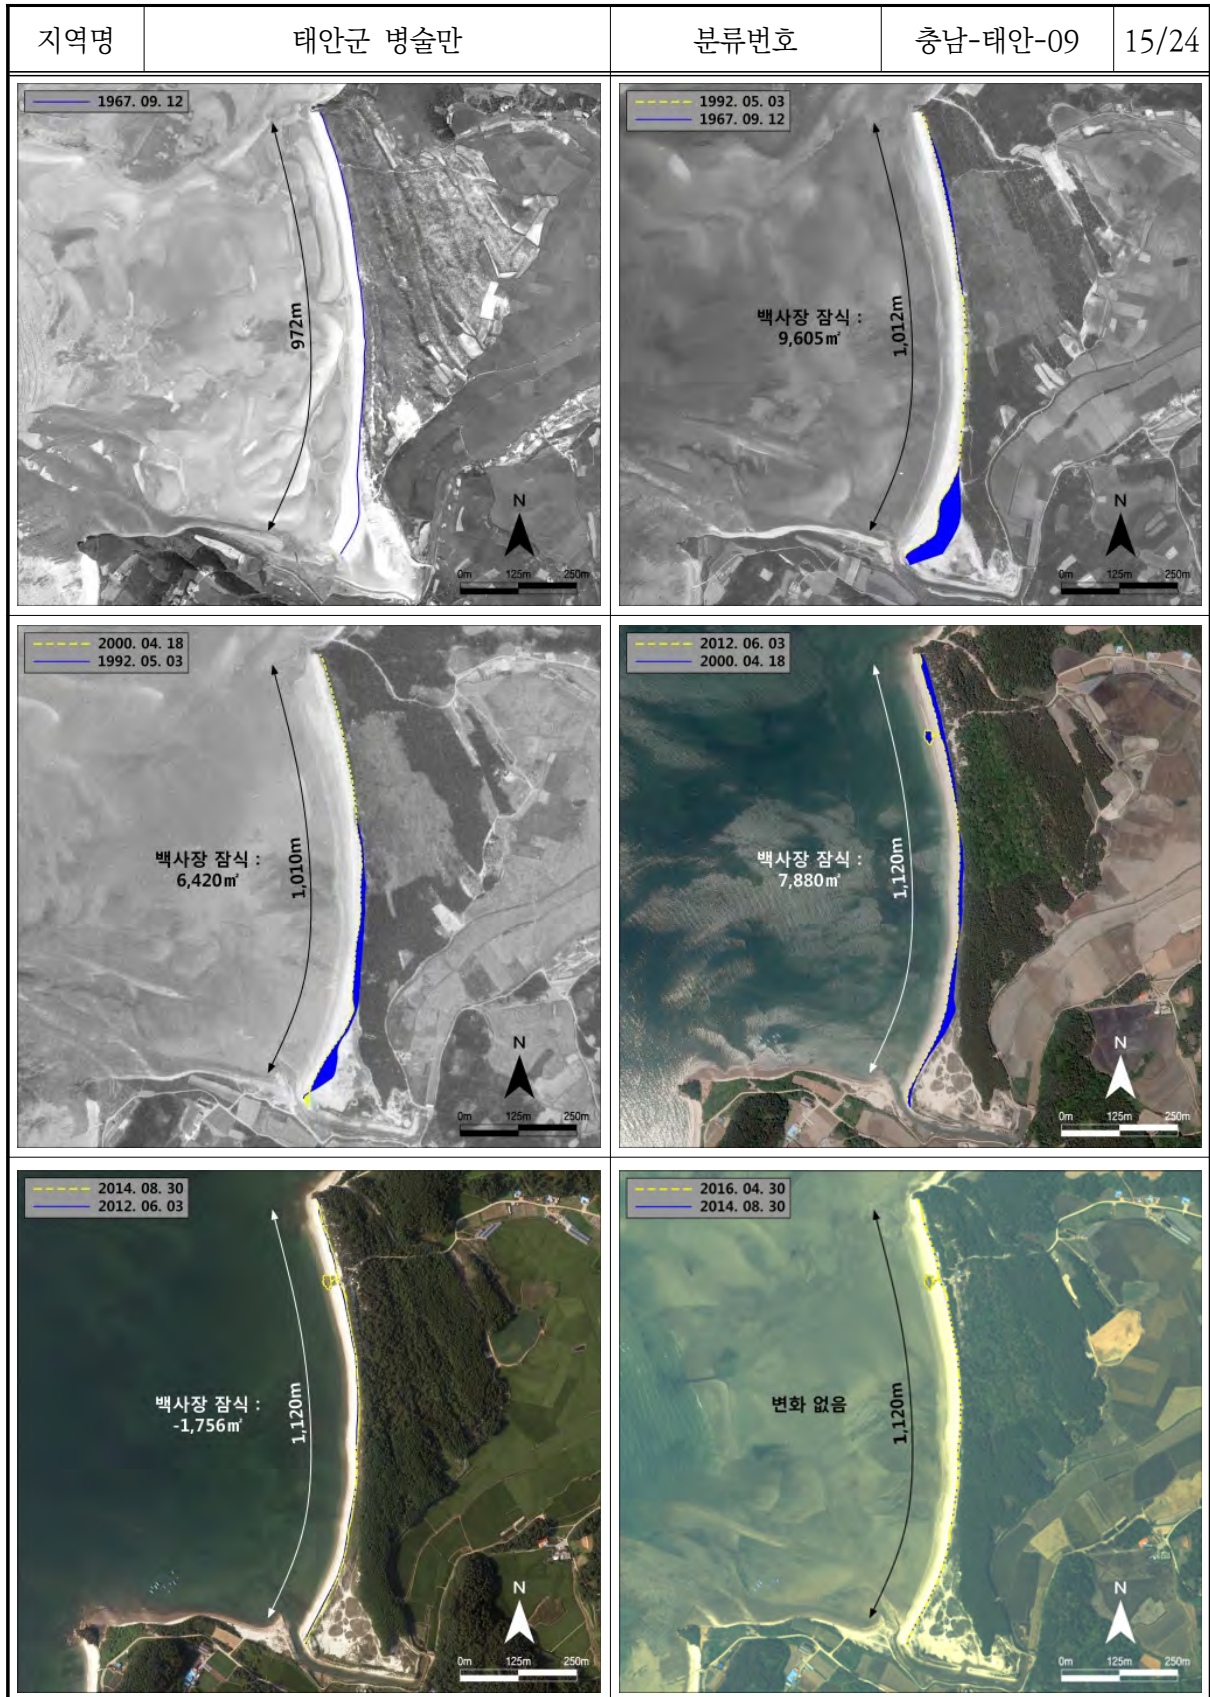 지역명 태안군 병술만 분류번호 충남-태안-09 15/24
1967. 09. 12
972m
N
0m 125m 250m
1992. 05. 03
1967. 09. 12
백사장 잠식 :
9,605㎡
1,012m
N
0m 125m 250m
2000. 04. 18
1992. 05. 03
백사장 잠식 :
6,420㎡
1,010m
N
0m 125m 250m
2012. 06. 03
2000. 04. 18
백사장 잠식 :
7,880㎡
1,120m
N
0m 125m 250m
2014. 08. 30
2012. 06. 03
백사장 잠식 :
-1,756㎡
1,120m
N
0m 125m 250m
2016. 04. 30
2014. 08. 30
변화 없음
1,120m
N
0m 125m 250m